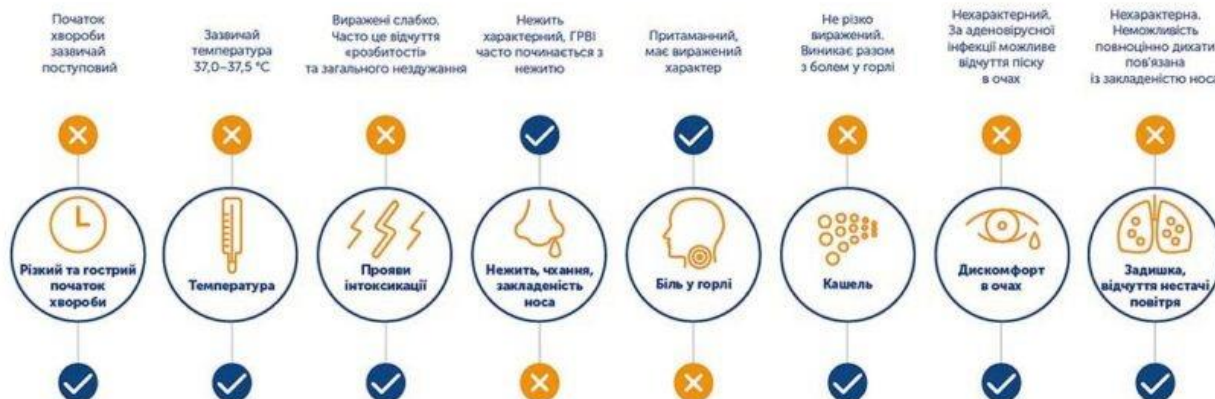 Початок
хвороби
зазвичай
поступовий
Зазвичай
температура
37,0–37,5 °C
Виражені слабко.
Часто це відчуття
«розбитості»
та загального нездужання
Нежить
характерний, ГРВІ
часто починається з
нежитю
Притаманний,
має виражений
характер
Не різко
виражений.
Виникає разом
з болем у горлі
Нехарактерний.
За аденовірусної
інфекції можливе
відчуття піску
в очах
Нехарактерна.
Неможливість
повноцінно дихати
пов'язана
із закладеністю носа
Різкий та гострий
початок
хвороби
Температура
Прояви
інтоксикації
Нежить, чхання,
закладеність
носа
Біль у горлі
Кашель
Дискомфорт
в очах
Задишка,
відчуття нестачі
повітря